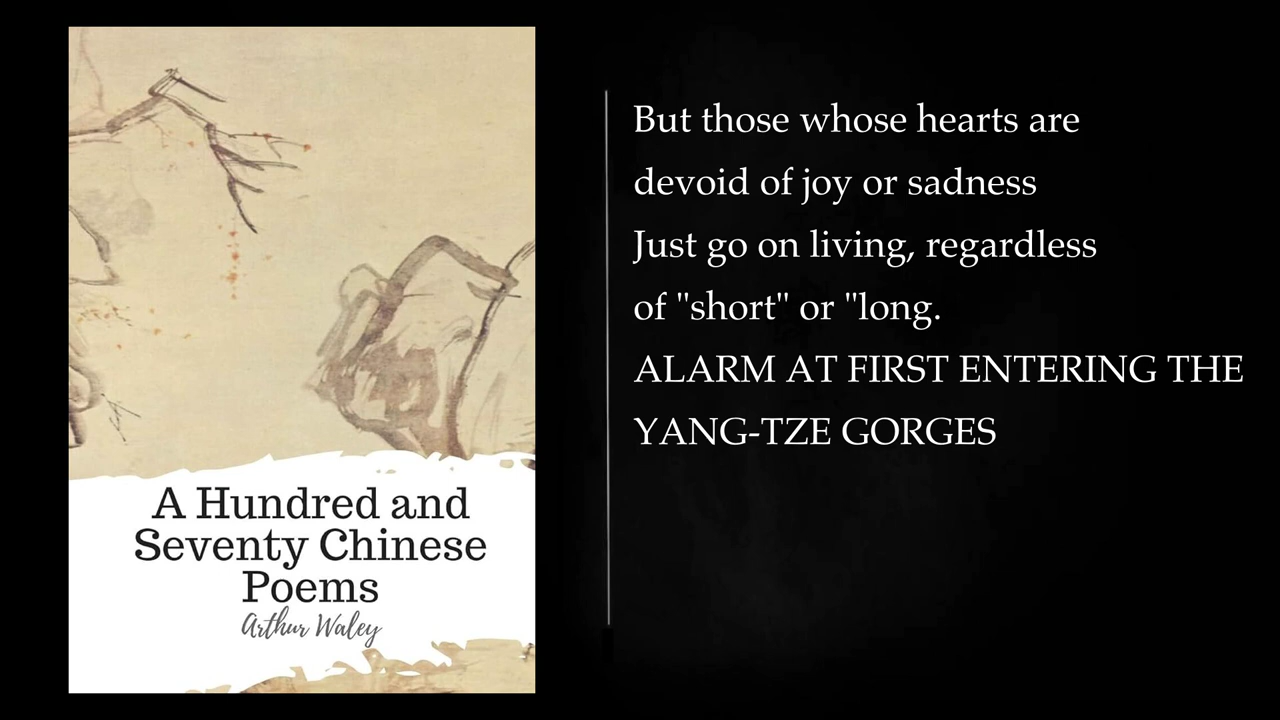 A Hundred and
Seventy Chinese
Poems
Arthur Waley
But those whose hearts are
devoid of joy or sadness
Just go on living, regardless
of "short" or "long.
ALARM AT FIRST ENTERING THE
YANG-TZE GORGES